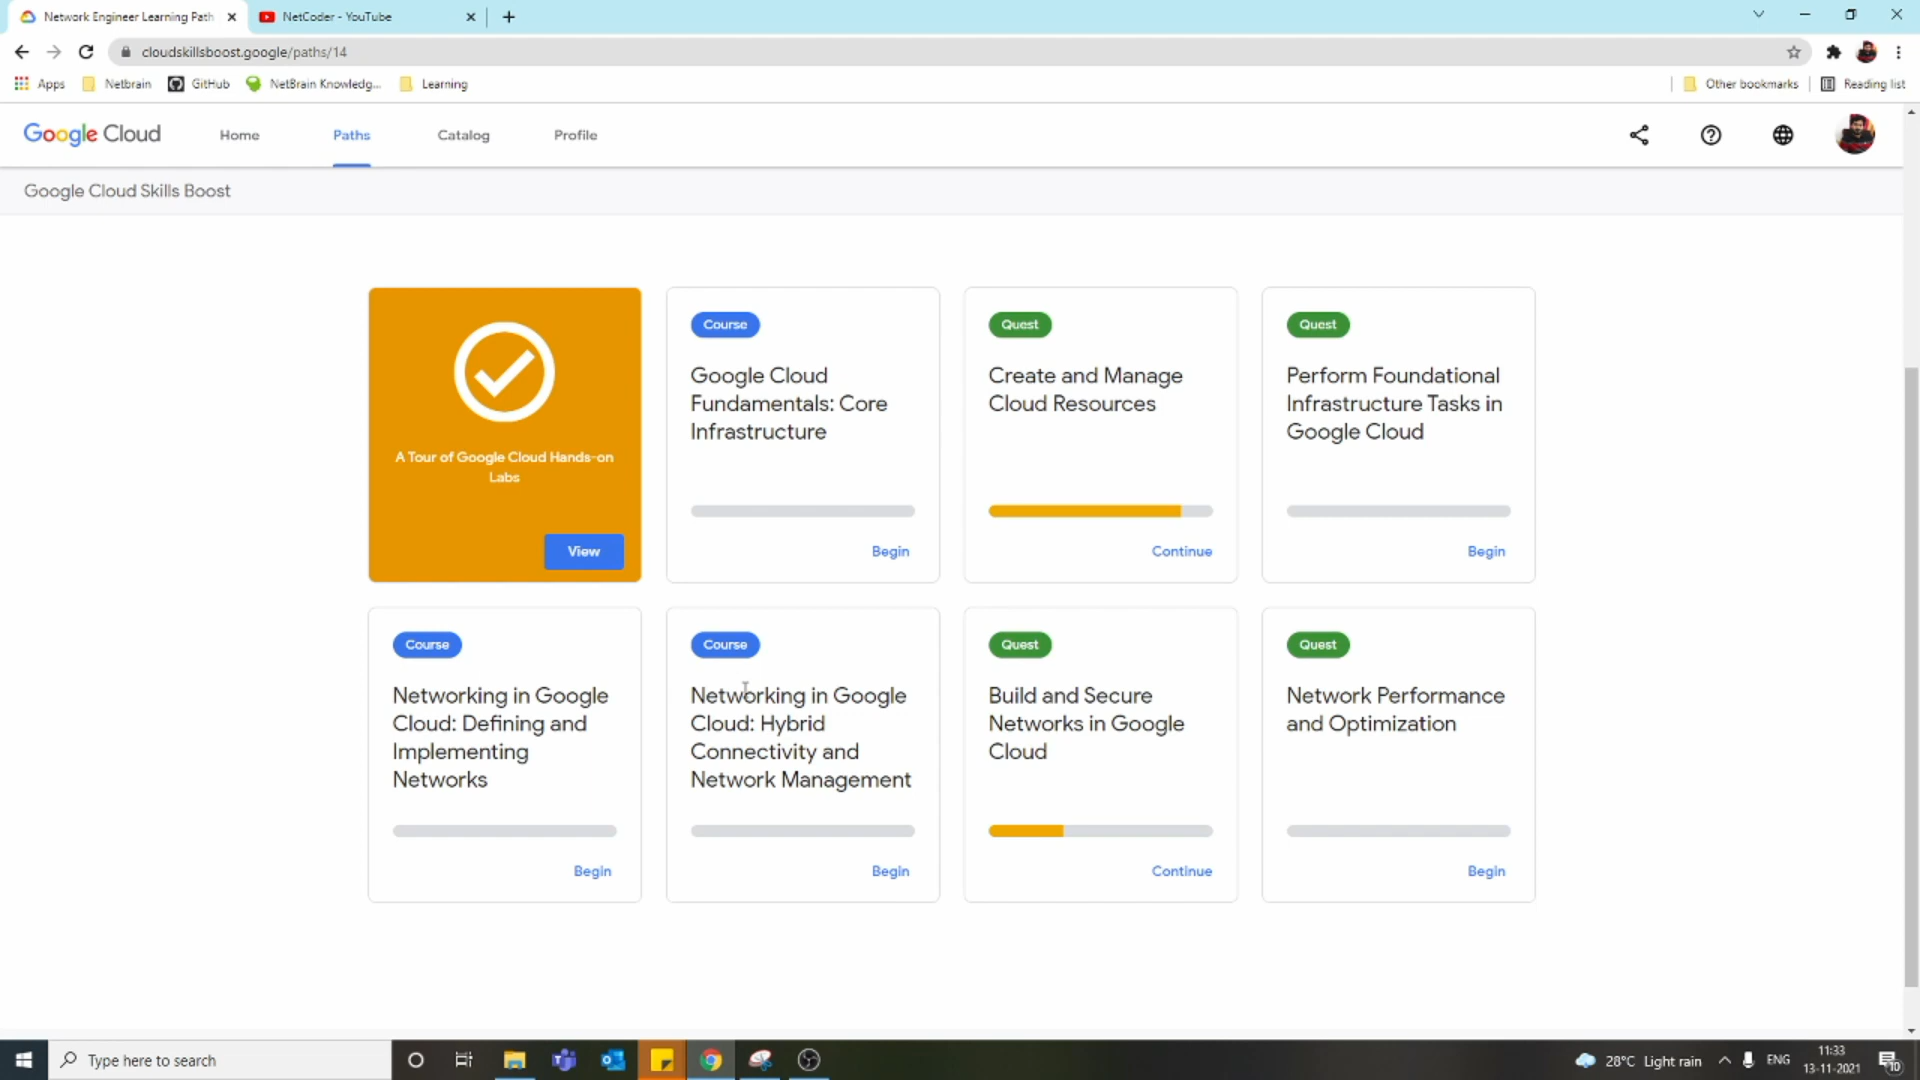 Network Engineer Learning Path
NetCoder - YouTube
cloudskillsboost.google/paths/14
Apps
Netbrain
GitHub
NetBrain Knowledg...
Learning
Other bookmarks
Reading list
Google Cloud
Home
Paths
Catalog
Profile
Google Cloud Skills Boost
A Tour of Google Cloud Hands-on
Labs
View
Course
Google Cloud
Fundamentals: Core
Infrastructure
Begin
Quest
Create and Manage
Cloud Resources
Continue
Quest
Perform Foundational
Infrastructure Tasks in
Google Cloud
Begin
Course
Networking in Google
Cloud: Defining and
Implementing
Networks
Begin
Course
Networking in Google
Cloud: Hybrid
Connectivity and
Network Management
Begin
Quest
Build and Secure
Networks in Google
Cloud
Continue
Quest
Network Performance
and Optimization
Begin
Type here to search
28°C Light rain
ENG
11:33
13-11-2021
10